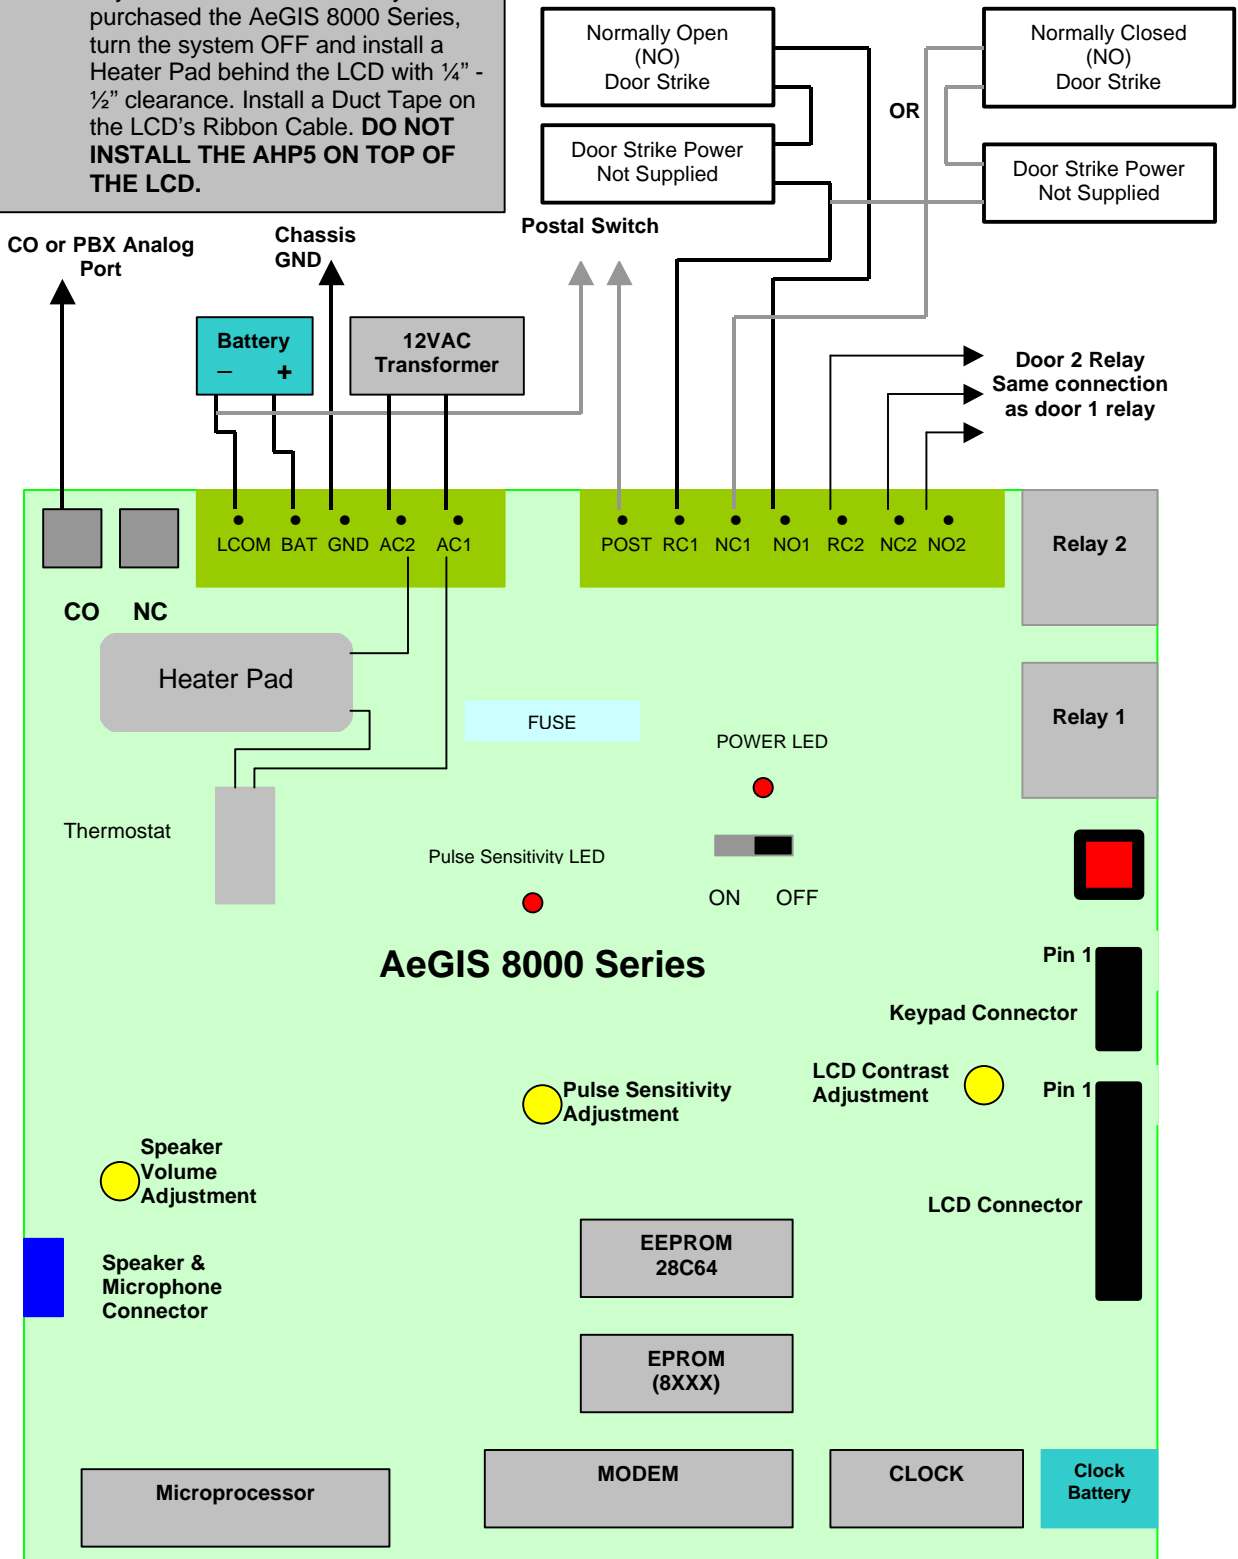 purchased the AeGIS 8000 Series,
turn the system OFF and install a
Heater Pad behind the LCD with ¼” -
½” clearance. Install a Duct Tape on
the LCD’s Ribbon Cable. DO NOT
INSTALL THE AHP5 ON TOP OF
THE LCD.
Normally Open
(NO)
Door Strike
Normally Closed
(NO)
Door Strike
OR
Door Strike Power
Not Supplied
Door Strike Power
Not Supplied
CO or PBX Analog
Port
Chassis
GND
Postal Switch
Battery
– +
12VAC
Transformer
Door 2 Relay
Same connection
as door 1 relay
LCOM BAT GND AC2 AC1
POST RC1 NC1 NO1 RC2 NC2 NO2
Relay 2
CO NC
Heater Pad
FUSE
Relay 1
POWER LED
Thermostat
Pulse Sensitivity LED
ON OFF
AeGIS 8000 Series
Pin 1
Keypad Connector
LCD Contrast
Adjustment
Pin 1
Pulse Sensitivity
Adjustment
Speaker
Volume
Adjustment
LCD Connector
EEPROM
28C64
Speaker &
Microphone
Connector
EPROM
(8XXX)
MODEM
CLOCK
Clock
Battery
Microprocessor